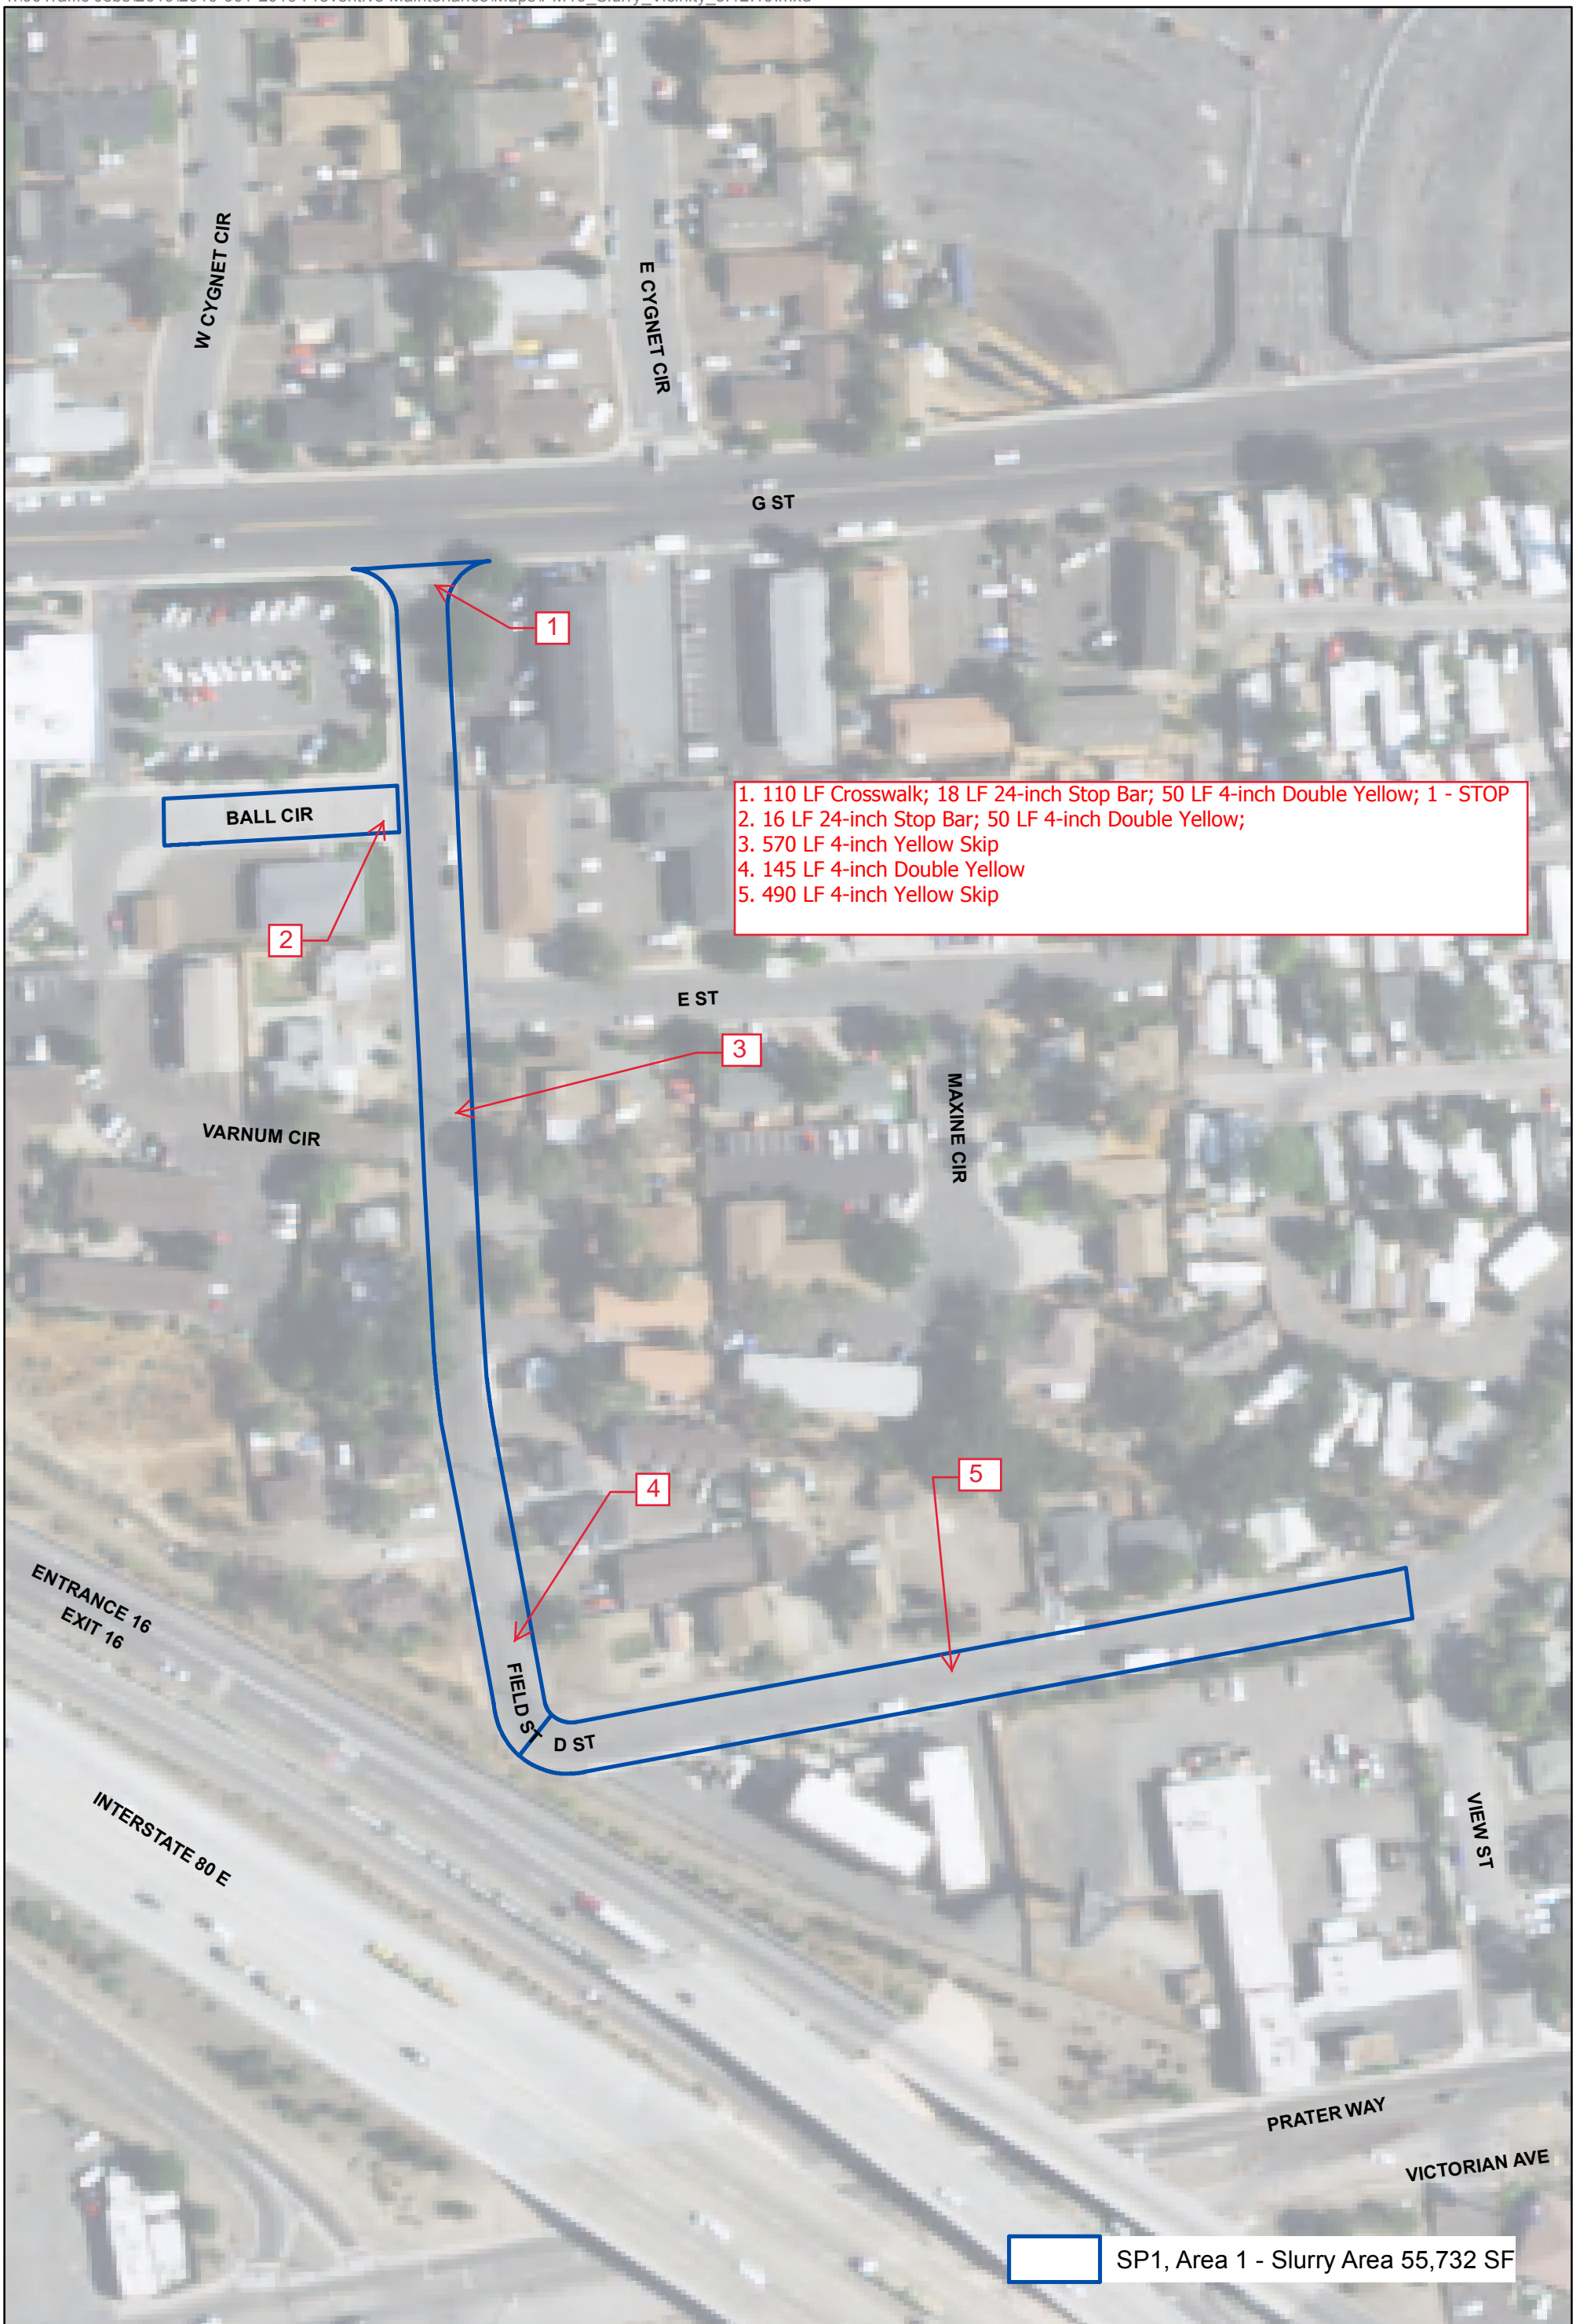 W CYGNET CIR
E CYGNET CIR
G ST
1
BALL CIR
1. 110 LF Crosswalk; 18 LF 24-inch Stop Bar; 50 LF 4-inch Double Yellow; 1 - STOP
2. 16 LF 24-inch Stop Bar; 50 LF 4-inch Double Yellow;
3. 570 LF 4-inch Yellow Skip
4. 145 LF 4-inch Double Yellow
5. 490 LF 4-inch Yellow Skip
2
E ST
3
MAXINE CIR
VARNUM CIR
4
5
ENTRANCE 16
EXIT 16
FIELD ST
D ST
INTERSTATE 80 E
VIEW ST
PRATER WAY
VICTORIAN AVE
SP1, Area 1 - Slurry Area 55,732 SF